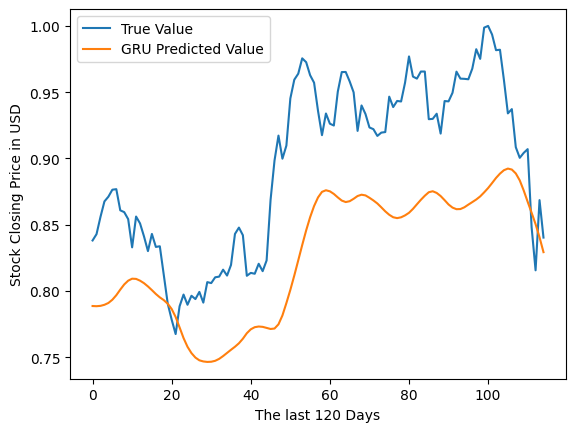 True Value
GRU Predicted Value
Stock Closing Price in USD
1.00
0.95
0.90
0.85
0.80
0.75
0 20 40 60 80 100
The last 120 Days